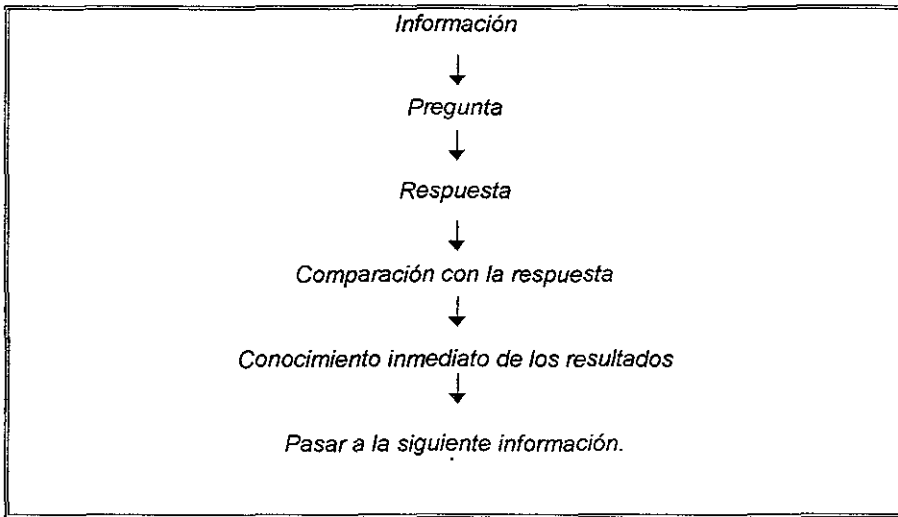 Información
Pregunta
Respuesta
Comparación con la respuesta
Conocimiento inmediato de los resultados
Pasar a la siguiente información.